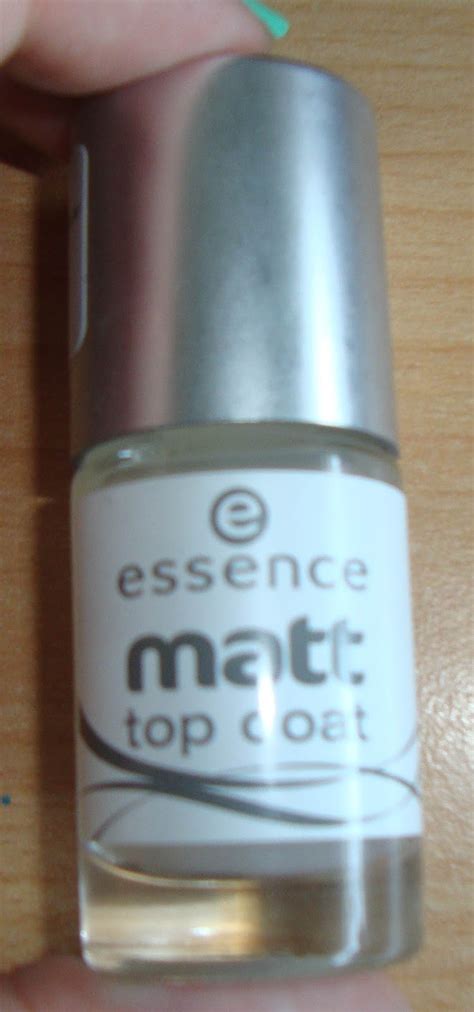 e
essence
matt
top coat